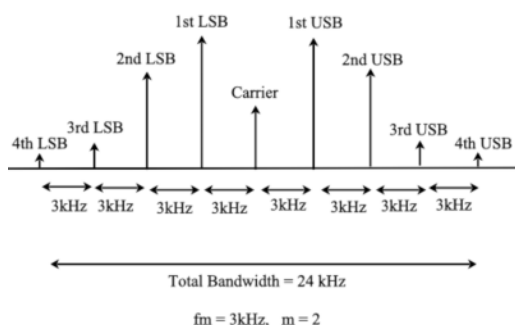 1st LSB 1st USB
2nd LSB 2nd USB
Carrier
3rd LSB 3rd USB
4th LSB 4th USB
3kHz 3kHz 3kHz 3kHz 3kHz 3kHz 3kHz 3kHz
Total Bandwidth = 24 kHz
fm = 3kHz, m = 2